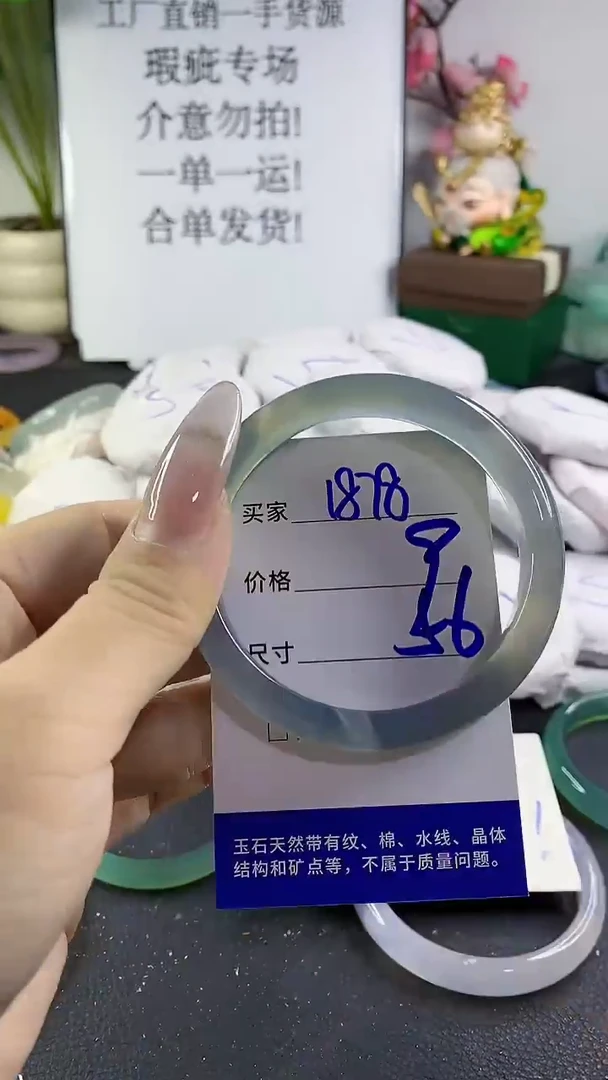 工厂直销一手货源
瑕疵专场
介意勿拍!
一单一运!
合单发货!
买家 1878
价格
尺寸 56
玉石天然带有纹、棉、水线、晶体
结构和矿点等，不属于质量问题。